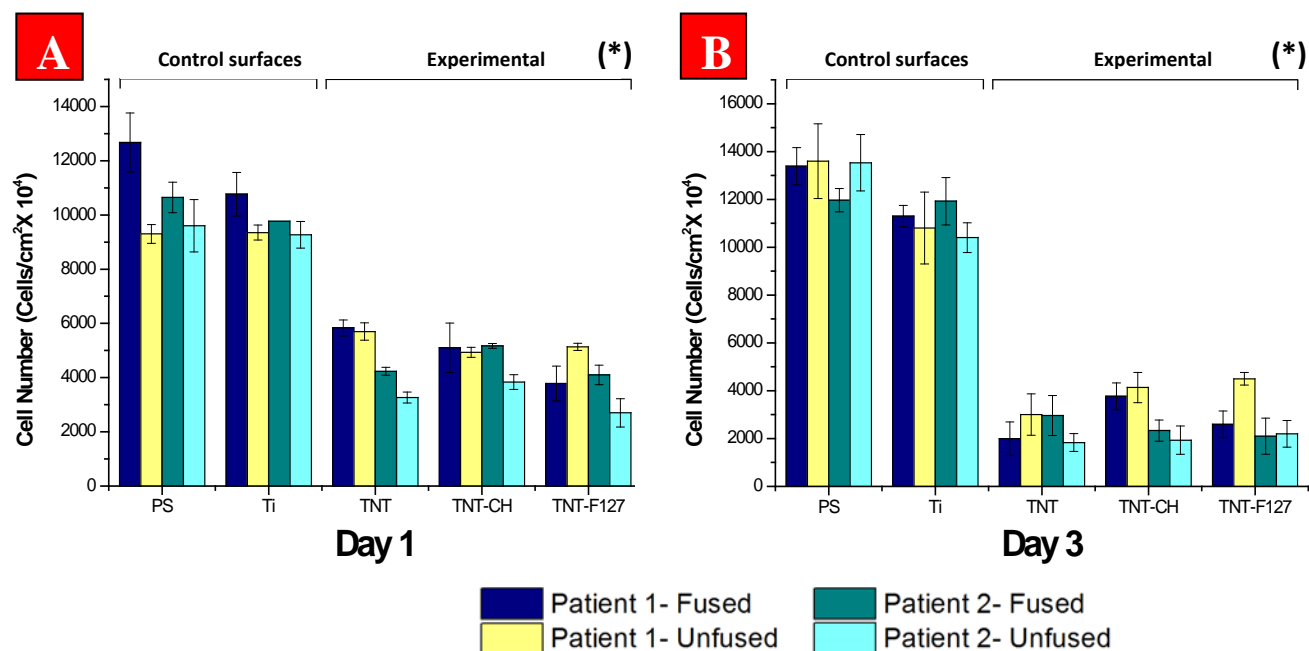 A
Control surfaces
Experimental
(*)
Cell Number (Cells/cm²X 10⁴)
14000
12000
10000
8000
6000
4000
2000
0
PS
Ti
TNT
TNT-CH
TNT-F127
Day 1
B
Control surfaces
Experimental
(*)
Cell Number (Cells/cm²X 10⁴)
16000
14000
12000
10000
8000
6000
4000
2000
0
PS
Ti
TNT
TNT-CH
TNT-F127
Day 3
Patient 1- Fused
Patient 2- Fused
Patient 1- Unfused
Patient 2- Unfused